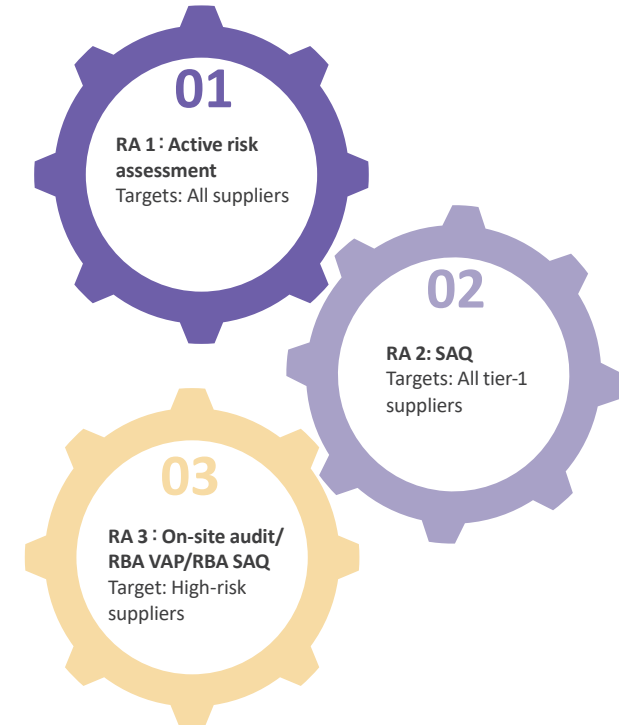 01
RA 1：Active risk
assessment
Targets: All suppliers
02
RA 2: SAQ
Targets: All tier-1
suppliers
03
RA 3：On-site audit/
RBA VAP/RBA SAQ
Target: High-risk
suppliers